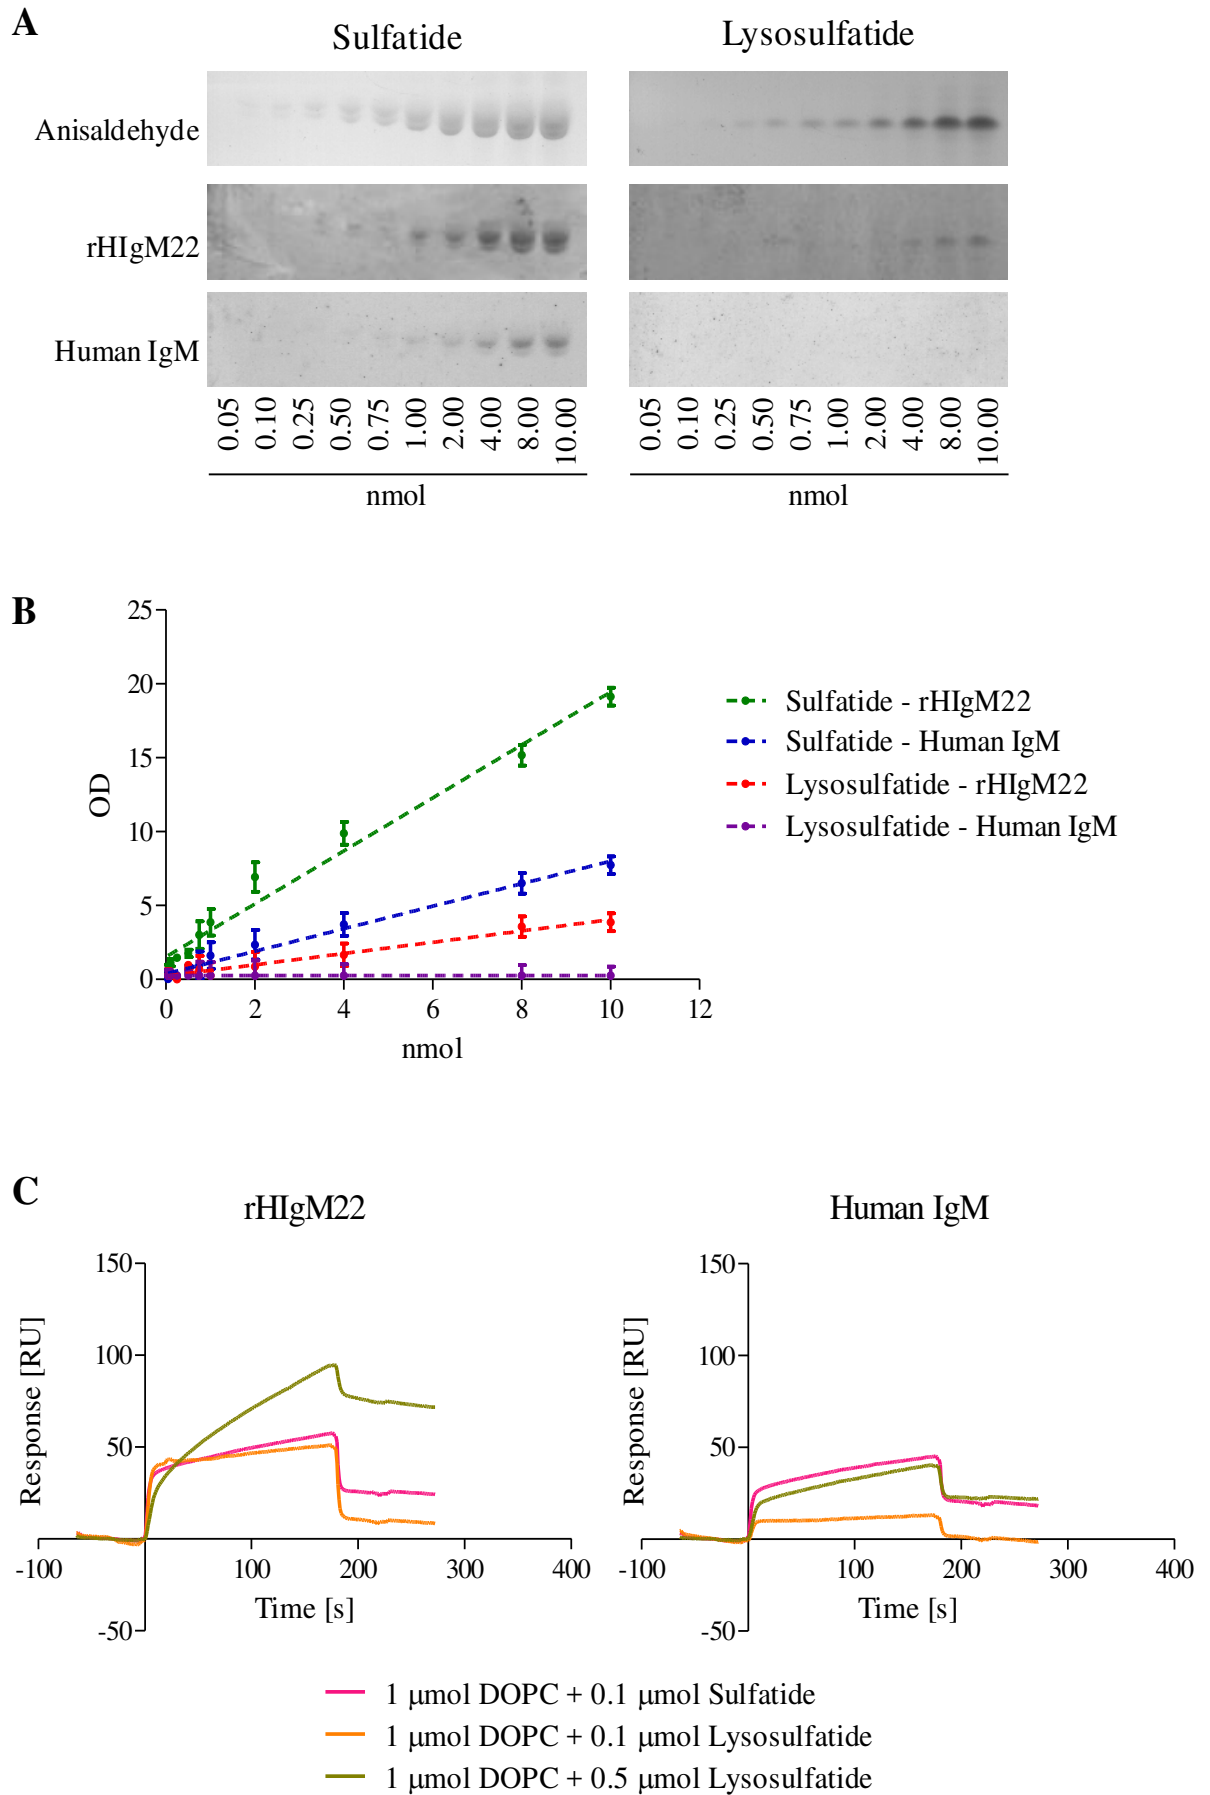 A
Sulfatide
Lysosulfatide
Anisaldehyde
rHIgM22
Human IgM
0.05 0.10 0.25 0.50 0.75 1.00 2.00 4.00 8.00 10.00
0.05 0.10 0.25 0.50 0.75 1.00 2.00 4.00 8.00 10.00
nmol
nmol
B
25
20
15
10
5
0
OD
0 2 4 6 8 10 12
nmol
Sulfatide - rHIgM22
Sulfatide - Human IgM
Lysosulfatide - rHIgM22
Lysosulfatide - Human IgM
C
rHIgM22
150
100
50
-50
Response [RU]
-100 100 200 300 400
Time [s]
Human IgM
150
100
50
-50
Response [RU]
-100 100 200 300 400
Time [s]
1 μmol DOPC + 0.1 μmol Sulfatide
1 μmol DOPC + 0.1 μmol Lysosulfatide
1 μmol DOPC + 0.5 μmol Lysosulfatide